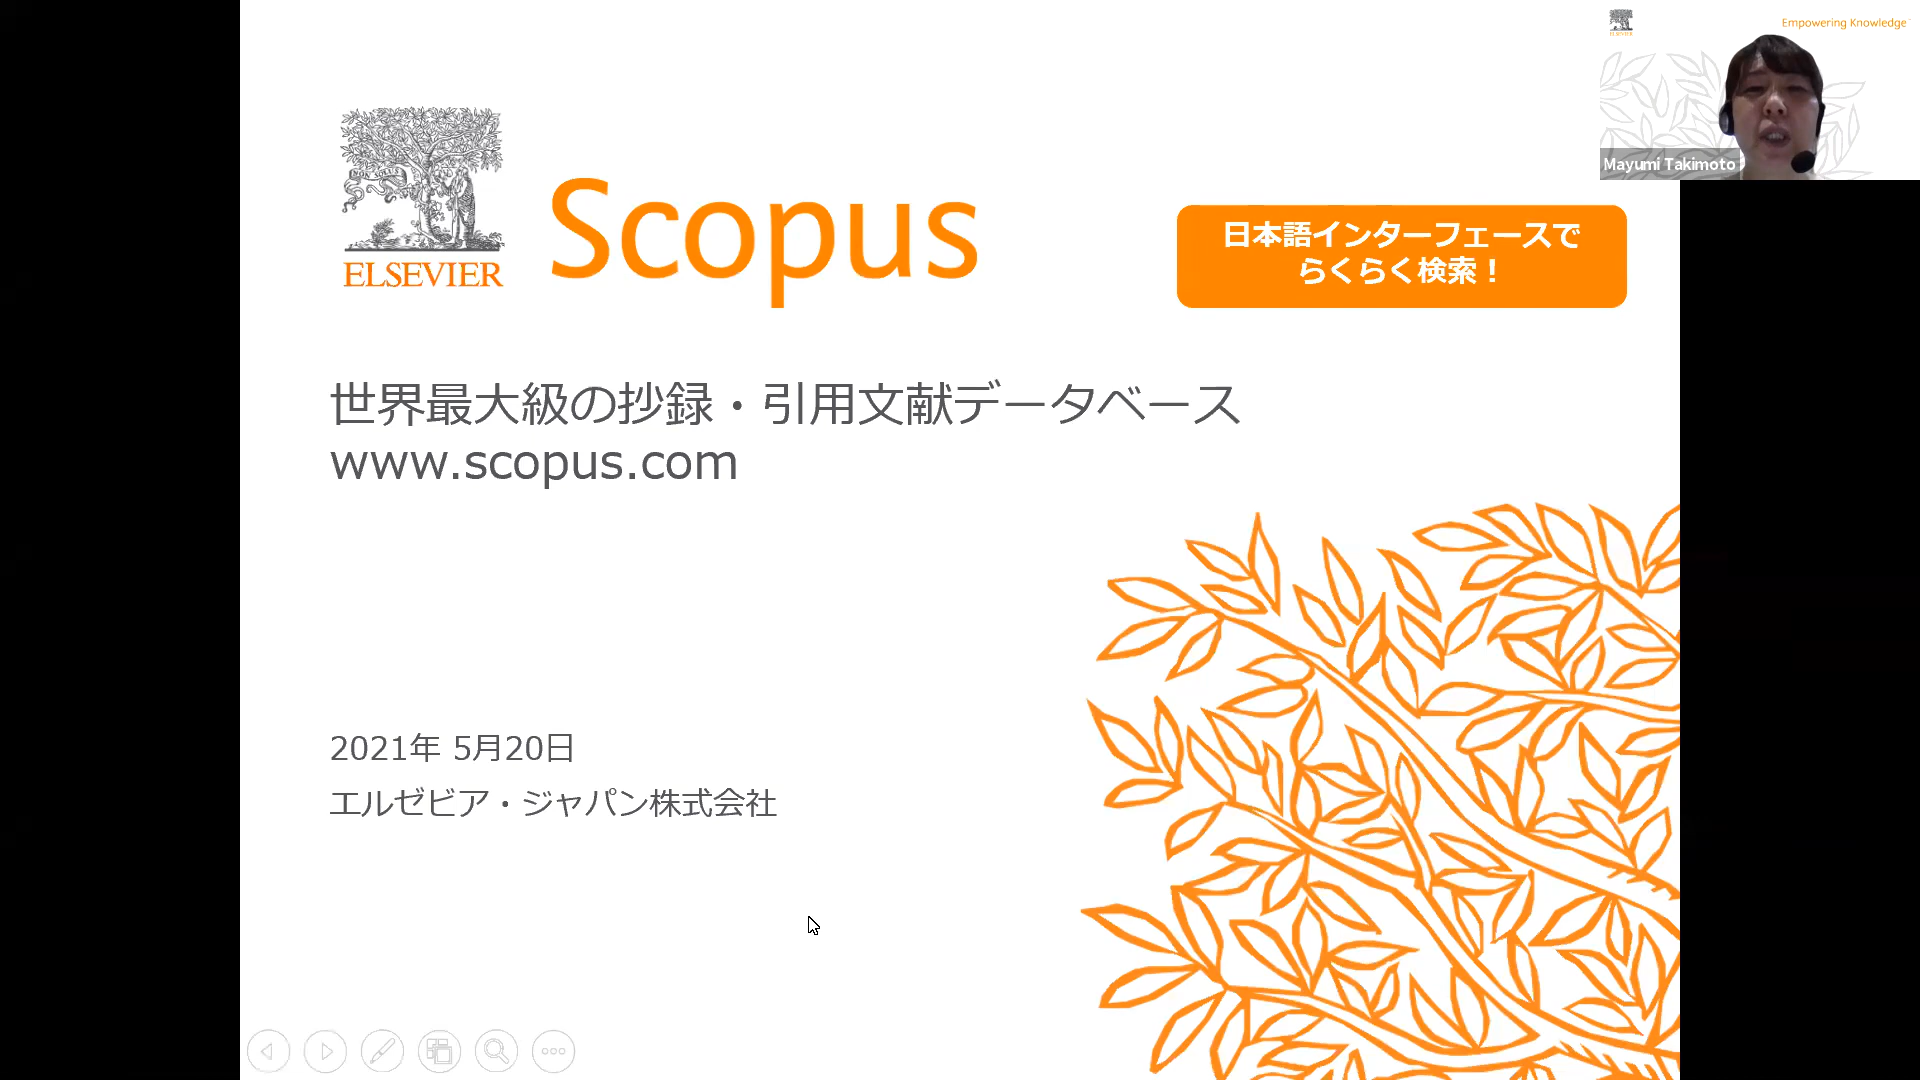 ELSEVIER
Empowering Knowledge
Mayumi Takimoto
NON SOLUS
ELSEVIER
Scopus
日本語インターフェースで
らくらく検索！
世界最大級の抄録・引用文献データベース
www.scopus.com
2021年 5月20日
エルゼビア・ジャパン株式会社